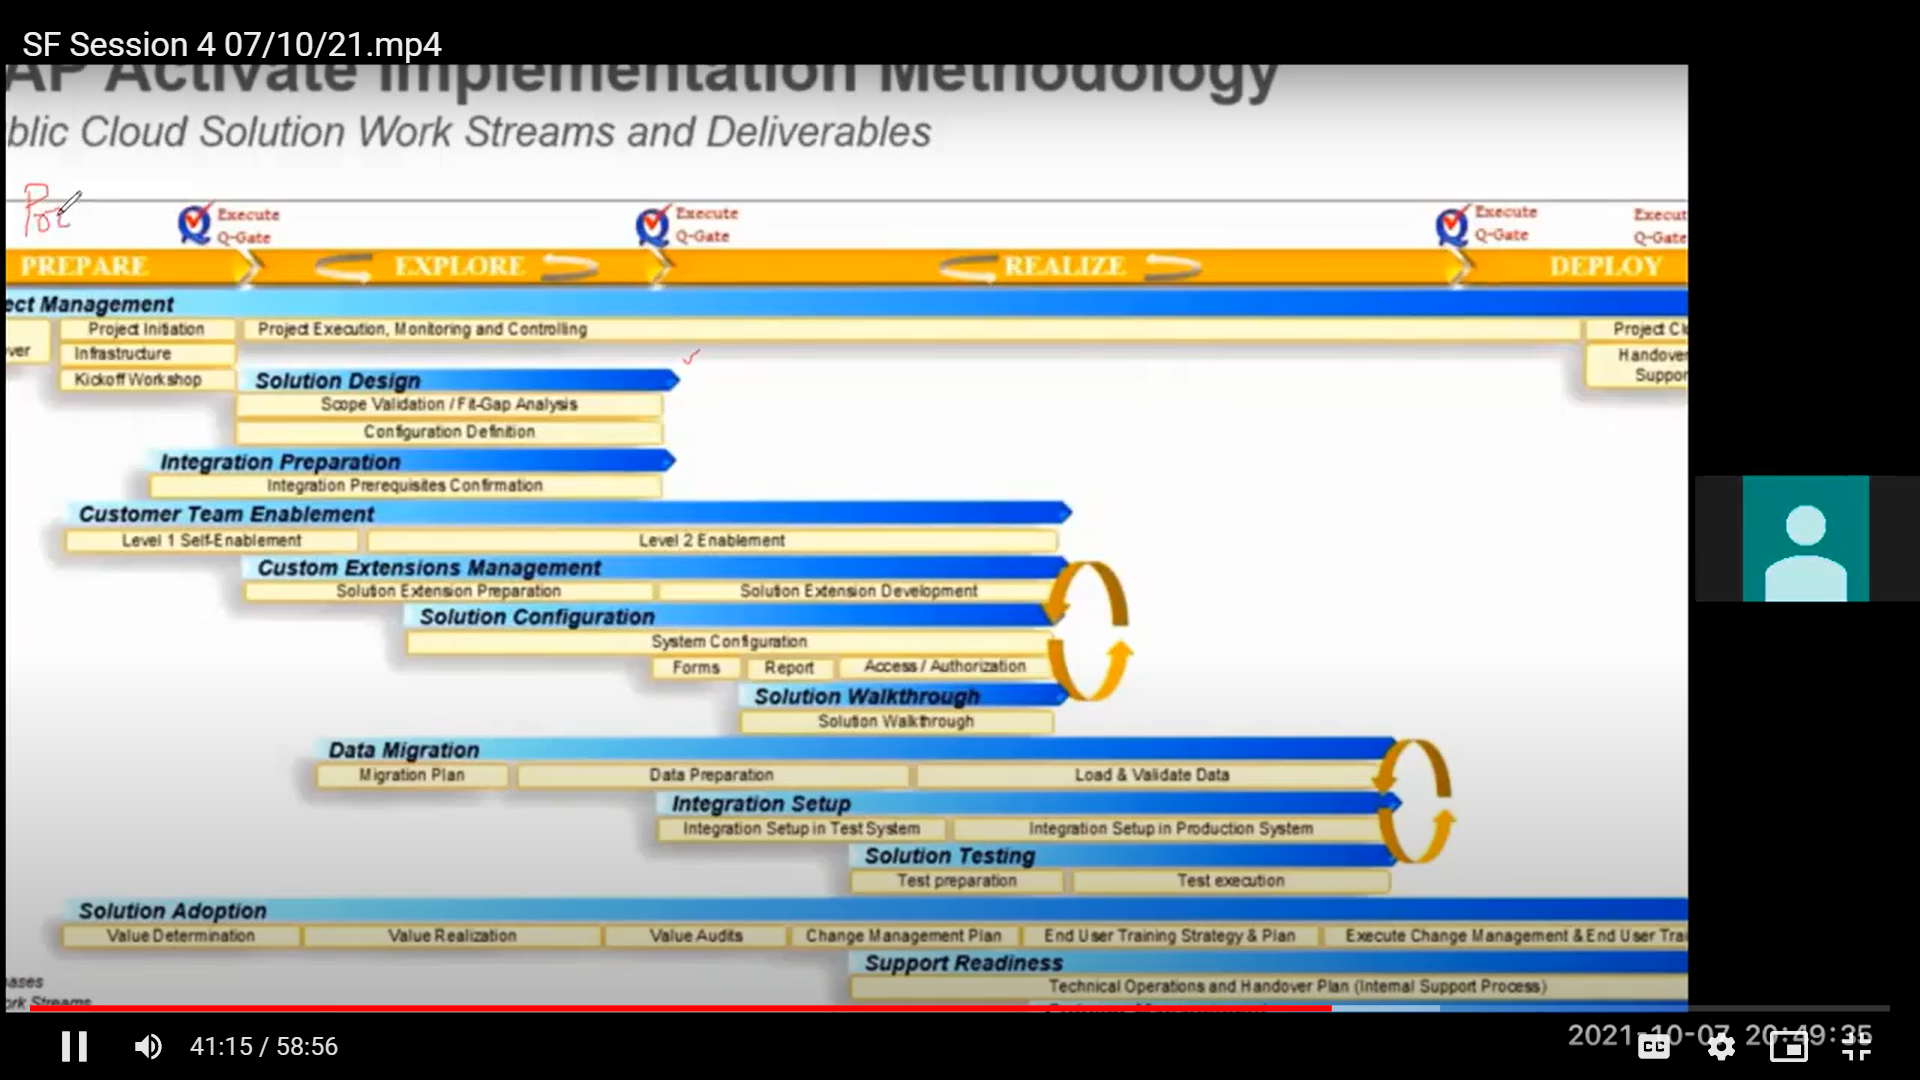 SF Session 4 07/10/21.mp4
AP Activate Implementation Methodology
blic Cloud Solution Work Streams and Deliverables
Execute
Q-Gate
Execute
Q-Gate
Execute
Q-Gate
Execut
Q-Gate
PREPARE
EXPLORE
REALIZE
DEPLOY
ect Management
Project Initiation
Project Execution, Monitoring and Controlling
Project Cl
ver
Infrastructure
Handover
Kickoff Workshop
Suppor
Solution Design
Scope Validation / Fit-Gap Analysis
Configuration Definition
Integration Preparation
Integration Prerequisites Confirmation
Customer Team Enablement
Level 1 Self-Enablement
Level 2 Enablement
Custom Extensions Management
Solution Extension Preparation
Solution Extension Development
Solution Configuration
System Configuration
Forms
Report
Access / Authorization
Solution Walkthrough
Solution Walkthrough
Data Migration
Migration Plan
Data Preparation
Load & Validate Data
Integration Setup
Integration Setup in Test System
Integration Setup in Production System
Solution Testing
Test preparation
Test execution
Solution Adoption
Value Determination
Value Realization
Value Audits
Change Management Plan
End User Training Strategy & Plan
Execute Change Management & End User Trai
Support Readiness
Technical Operations and Handover Plan (Internal Support Process)
ases
ork Streams
41:15 / 58:56
2021-10-07 20:49:35
CC